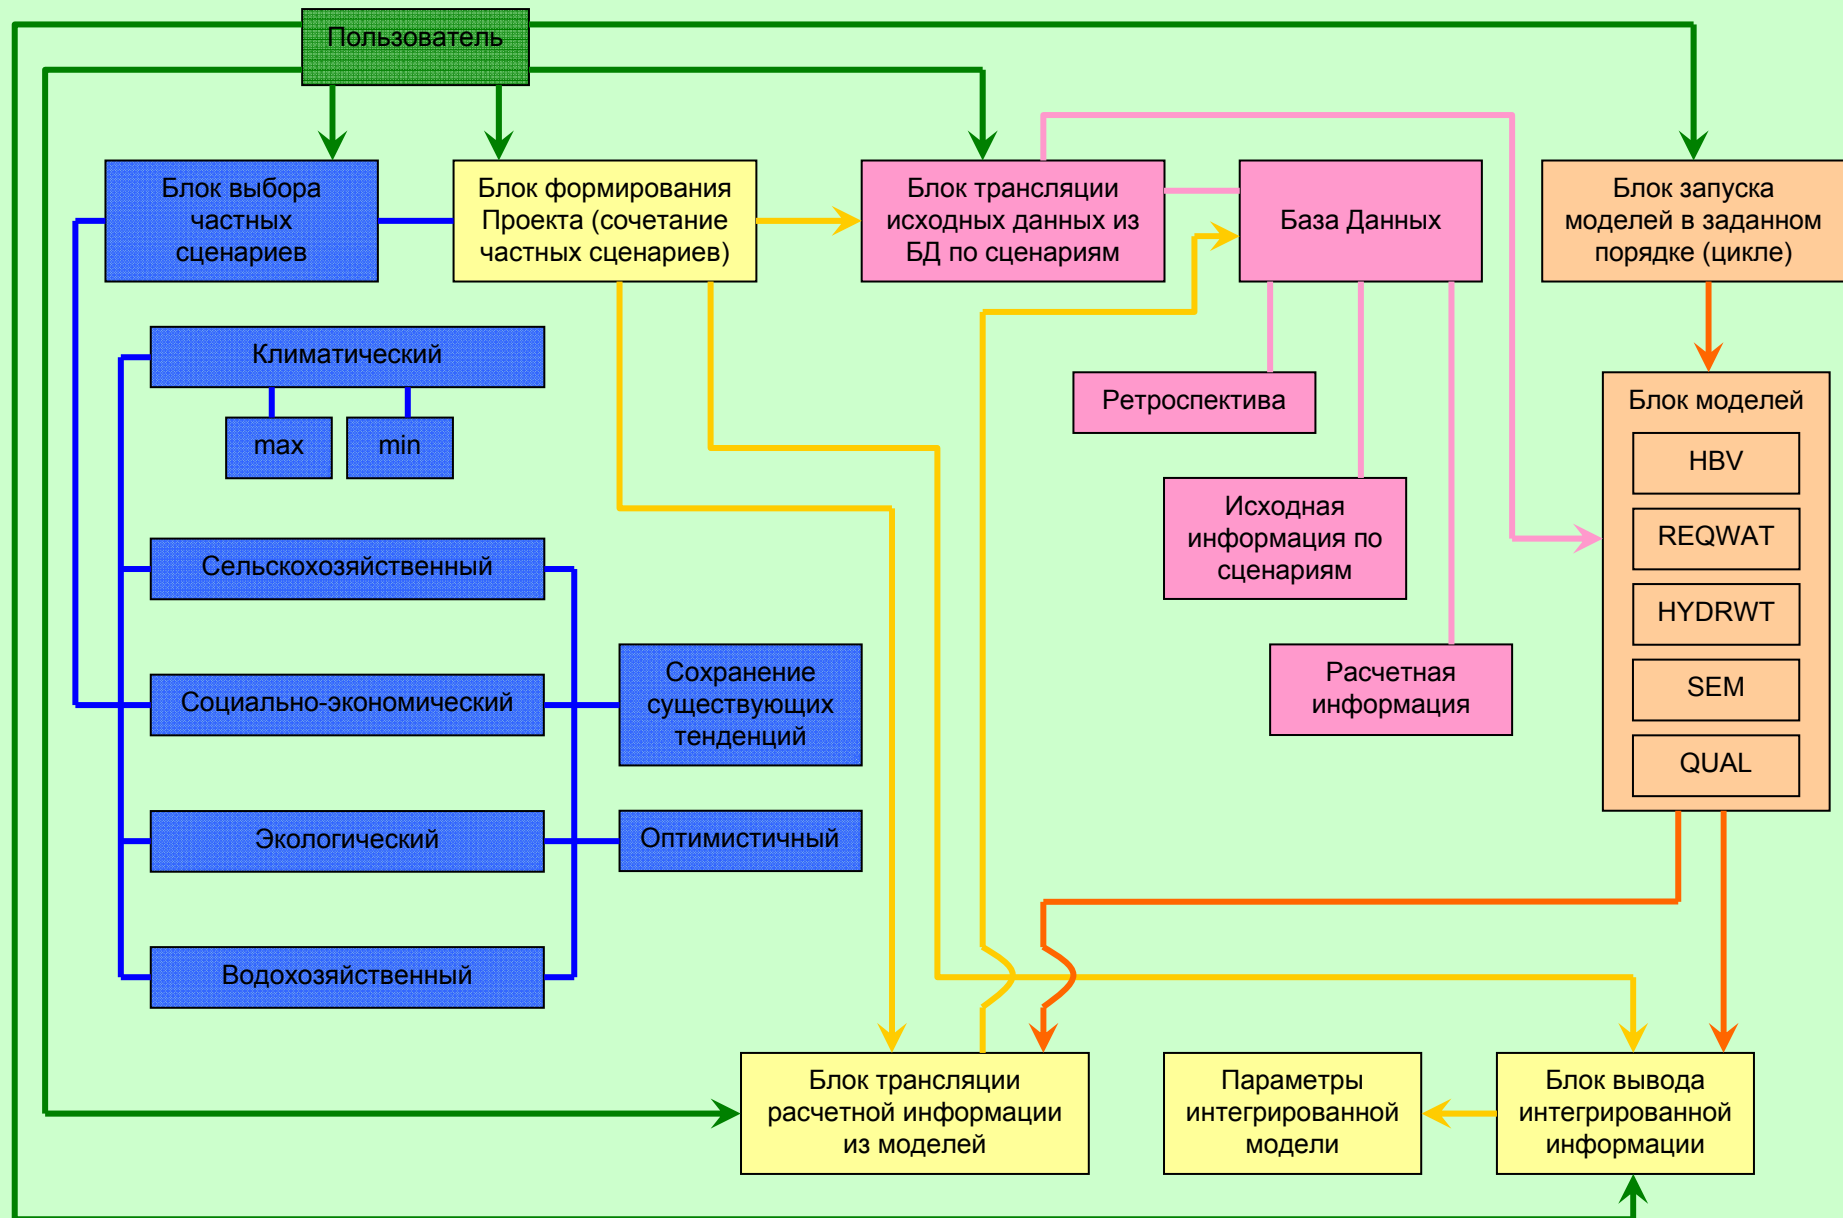 Пользователь
Блок выбора
частных
сценариев
Блок формирования
Проекта (сочетание
частных сценариев)
Блок трансляции
исходных данных из
БД по сценариям
База Данных
Блок запуска
моделей в заданном
порядке (цикле)
Климатический
max
min
Ретроспектива
Блок моделей
HBV
REQWAT
HYDRWT
SEM
QUAL
Исходная
информация по
сценариям
Сельскохозяйственный
Социально-экономический
Сохранение
существующих
тенденций
Расчетная
информация
Экологический
Оптимистичный
Водохозяйственный
Блок трансляции
расчетной информации
из моделей
Параметры
интегрированной
модели
Блок вывода
интегрированной
информации